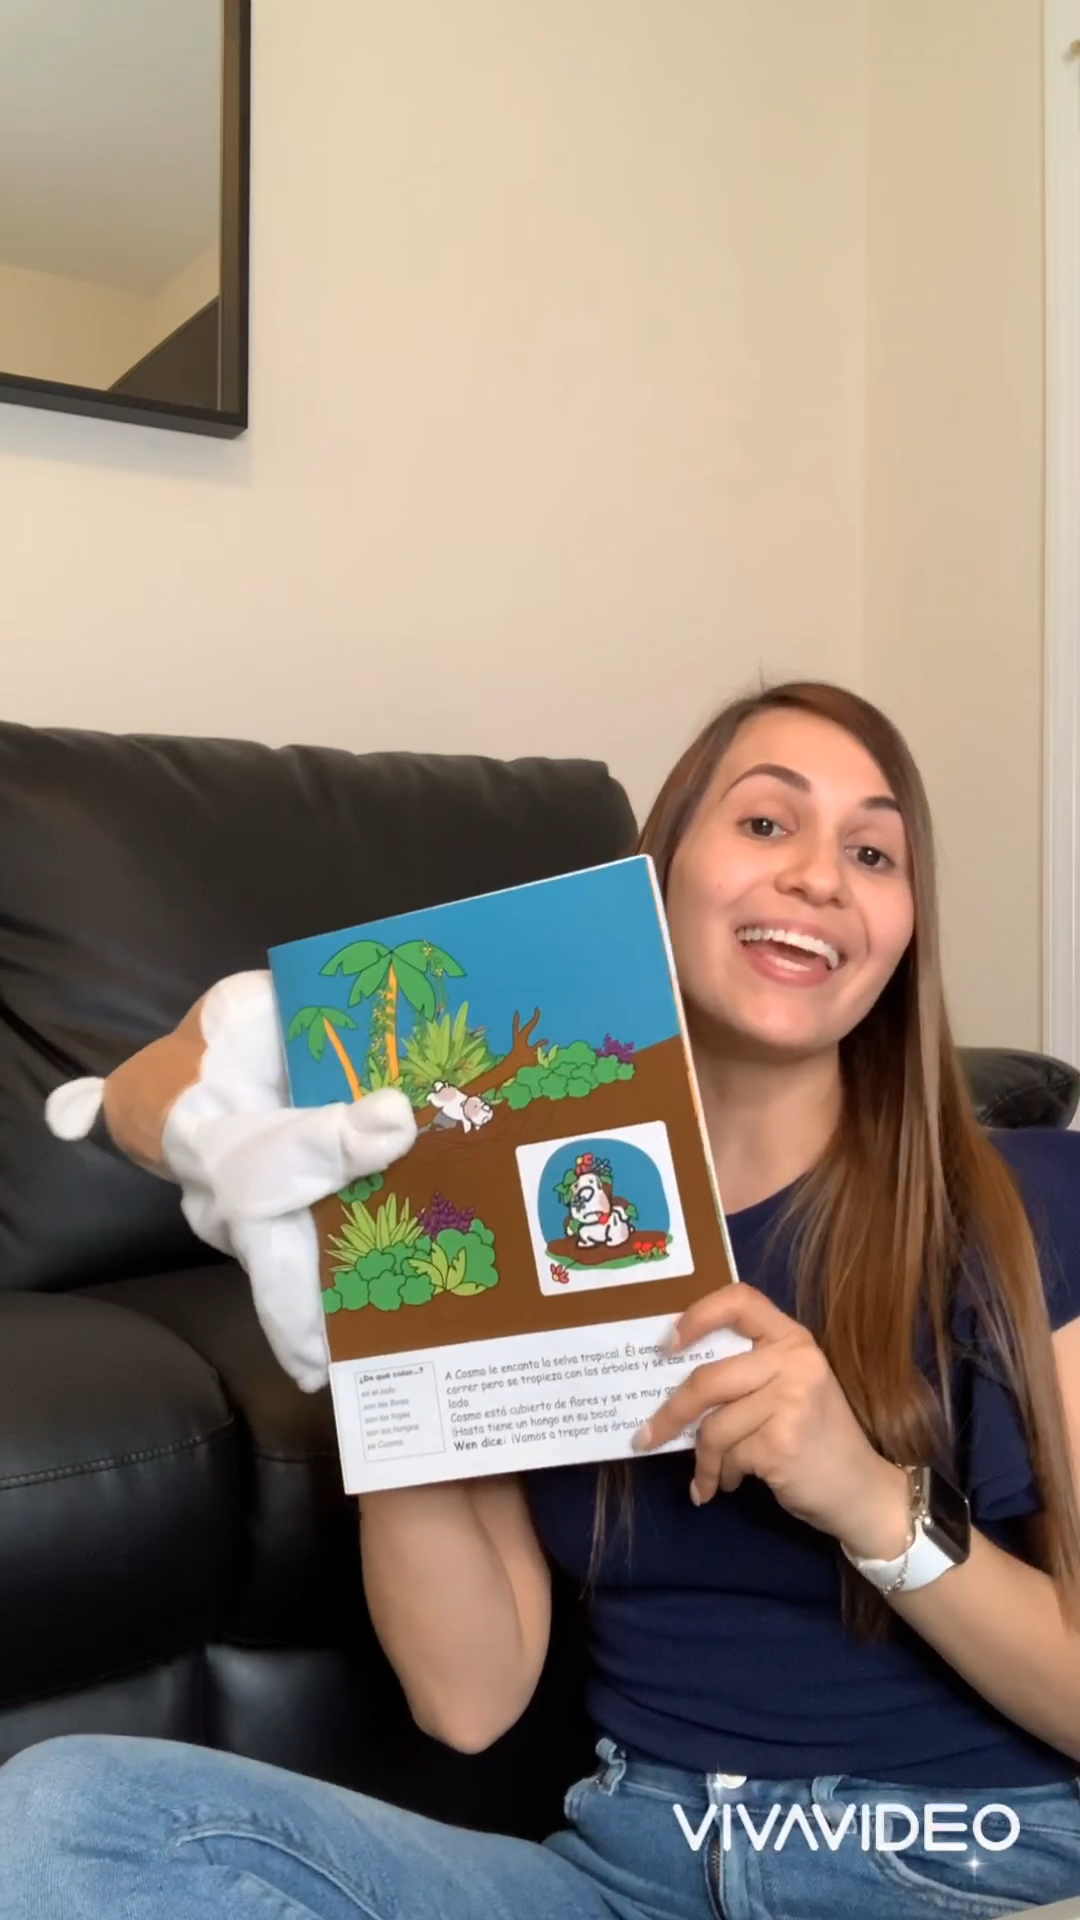 ¿De qué color...?
es el lodo
son las flores
son las hojas
son los hongos
es Cosmo
A Cosmo le encanta la selva tropical. Él
correr pero se tropieza con los árboles y se cae en el
lodo.
Cosmo está cubierto de flores y se ve muy
¡Hasta tiene un hongo en su boca!
Wen dice: ¡Vamos a trepar los árboles
VIVAVIDEO